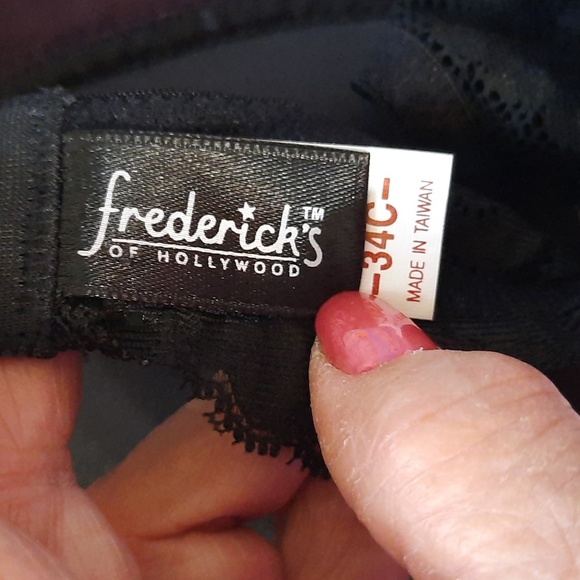 frederick's™
OF HOLLYWOOD
-34C-
MADE IN TAIWAN